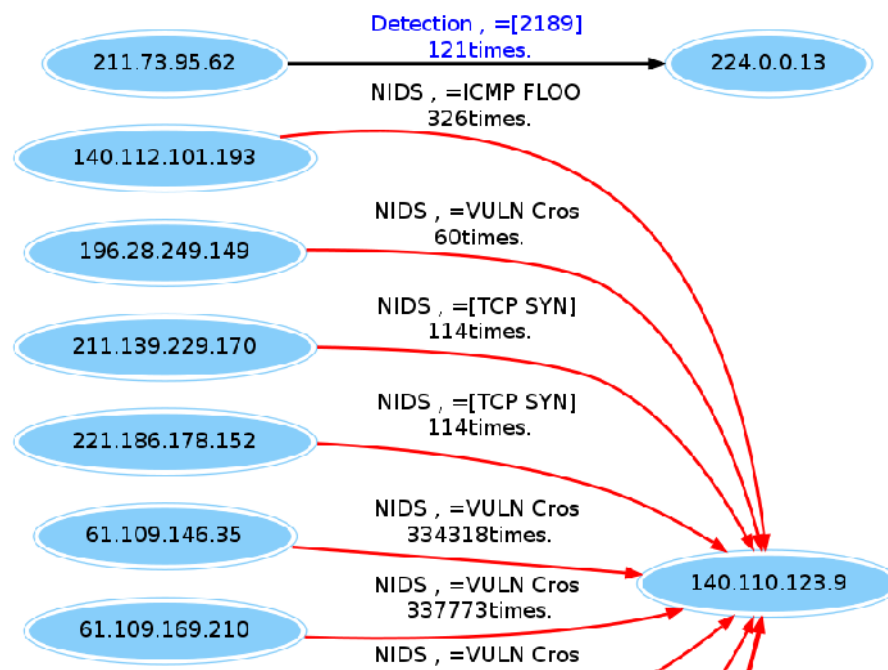 Detection , =[2189]
121times.
211.73.95.62
224.0.0.13
NIDS , =ICMP FLOO
326times.
140.112.101.193
NIDS , =VULN Cros
60times.
196.28.249.149
NIDS , =[TCP SYN]
114times.
211.139.229.170
NIDS , =[TCP SYN]
114times.
221.186.178.152
NIDS , =VULN Cros
334318times.
61.109.146.35
140.110.123.9
NIDS , =VULN Cros
337773times.
61.109.169.210
NIDS , =VULN Cros